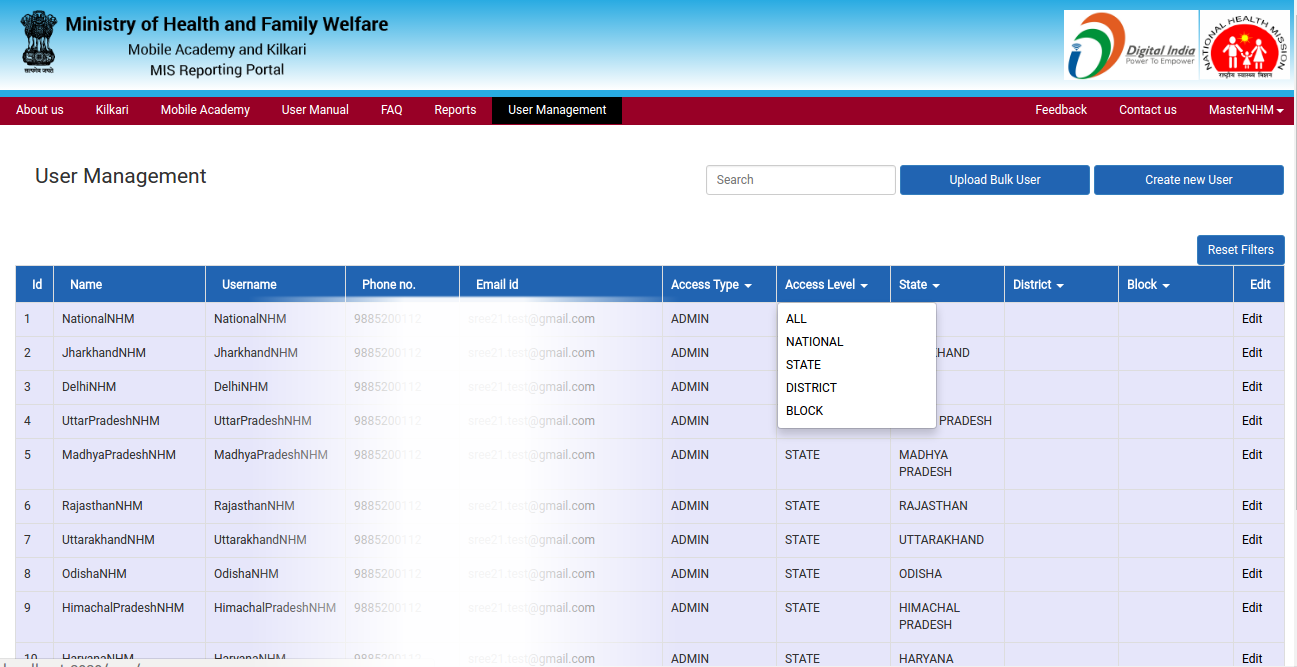 Ministry of Health and Family Welfare
Mobile Academy and Kilkari
MIS Reporting Portal
सत्यमेव जयते
Digital India
Power To Empower
NATIONAL HEALTH MISSION
राष्ट्रीय स्वास्थ्य मिशन
About us Kilkari Mobile Academy User Manual FAQ Reports User Management Feedback Contact us MasterNHM
User Management
Search Upload Bulk User Create new User
Reset Filters
Id Name Username Phone no. Email Id Access Type Access Level State District Block Edit
1 NationalNHM NationalNHM 9885200112 sree21.test@gmail.com ADMIN ALL Edit
NATIONAL
2 JharkhandNHM JharkhandNHM 9885200112 sree21.test@gmail.com ADMIN HAND Edit
STATE
3 DelhiNHM DelhiNHM 9885200112 sree21.test@gmail.com ADMIN DISTRICT Edit
BLOCK
4 UttarPradeshNHM UttarPradeshNHM 9885200112 sree21.test@gmail.com ADMIN PRADESH Edit
5 MadhyaPradeshNHM MadhyaPradeshNHM 9885200112 sree21.test@gmail.com ADMIN STATE MADHYA Edit
PRADESH
6 RajasthanNHM RajasthanNHM 9885200112 sree21.test@gmail.com ADMIN STATE RAJASTHAN Edit
7 UttarakhandNHM UttarakhandNHM 9885200112 sree21.test@gmail.com ADMIN STATE UTTARAKHAND Edit
8 OdishaNHM OdishaNHM 9885200112 sree21.test@gmail.com ADMIN STATE ODISHA Edit
9 HimachalPradeshNHM HimachalPradeshNHM 9885200112 sree21.test@gmail.com ADMIN STATE HIMACHAL Edit
PRADESH
10 HaryanaNHM HaryanaNHM 9885200112 sree21.test@gmail.com ADMIN STATE HARYANA Edit